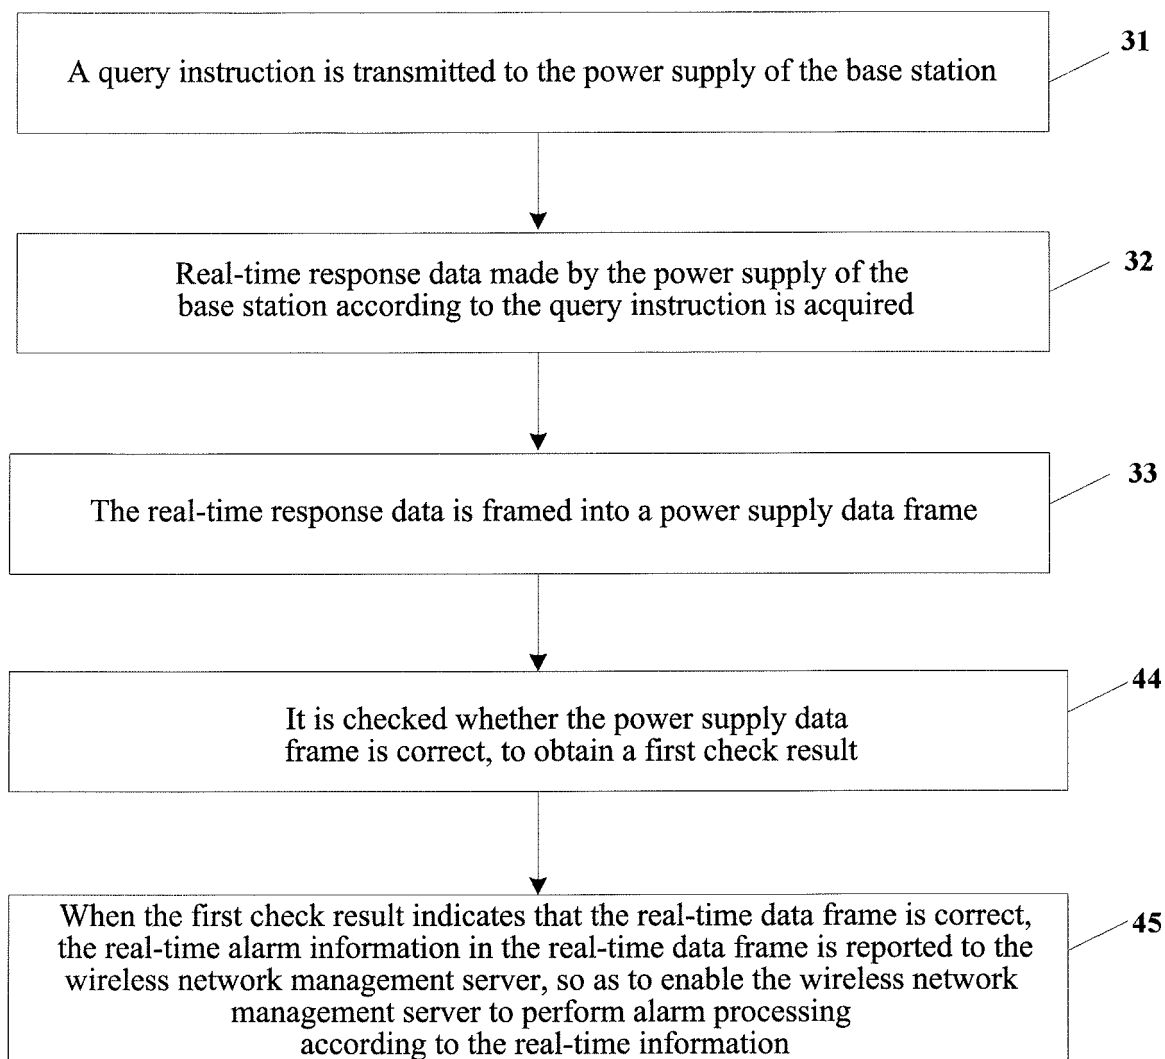 31
A query instruction is transmitted to the power supply of the base station
32
Real-time response data made by the power supply of the
base station according to the query instruction is acquired
33
The real-time response data is framed into a power supply data frame
44
It is checked whether the power supply data
frame is correct, to obtain a first check result
45
When the first check result indicates that the real-time data frame is correct,
the real-time alarm information in the real-time data frame is reported to the
wireless network management server, so as to enable the wireless network
management server to perform alarm processing
according to the real-time information